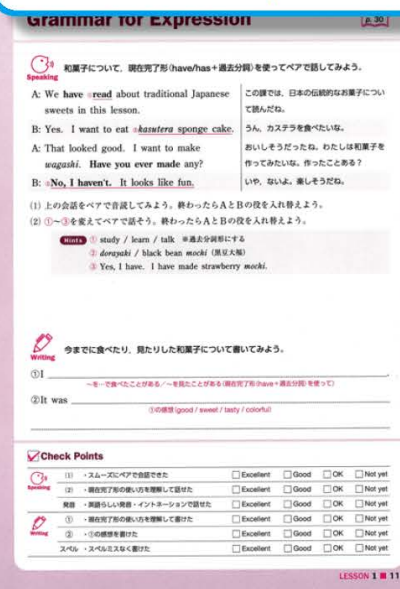 Grammar for Expression
p. 30
Speaking
和菓子について，現在完了形(have/has+過去分詞)を使ってペアで話してみよう。
A: We have ①read about traditional Japanese sweets in this lesson.
この課では，日本の伝統的なお菓子について読んだね。
B: Yes. I want to eat ②kasutera sponge cake.
うん，カステラを食べたいな。
A: That looked good. I want to make wagashi. Have you ever made any?
おいしそうだったね。わたしは和菓子を作ってみたいな。作ったことある？
B: ③No, I haven't. It looks like fun.
いや，ないよ。楽しそうだね。
(1) 上の会話をペアで音読してみよう。終わったらAとBの役を入れ替えよう。
(2) ①〜③を変えてペアで話そう。終わったらAとBの役を入れ替えよう。
Hints ① study / learn / talk ※過去分詞形にする
② dorayaki / black bean mochi (黒豆大福)
③ Yes, I have. I have made strawberry mochi.
Writing
今までに食べたり，見たりした和菓子について書いてみよう。
①I .
〜を…で食べたことがある／〜を見たことがある(現在完了形(have+過去分詞)を使って)
②It was
①の感想(good / sweet / tasty / colorful)
Check Points
Speaking
(1) ・スムーズにペアで会話できた Excellent Good OK Not yet
(2) ・現在完了形の使い方を理解して話せた Excellent Good OK Not yet
発音 ・英語らしい発音・イントネーションで話せた Excellent Good OK Not yet
Writing
① ・現在完了形の使い方を理解して書けた Excellent Good OK Not yet
② ・①の感想を書けた Excellent Good OK Not yet
スペル ・スペルミスなく書けた Excellent Good OK Not yet
LESSON 1 11